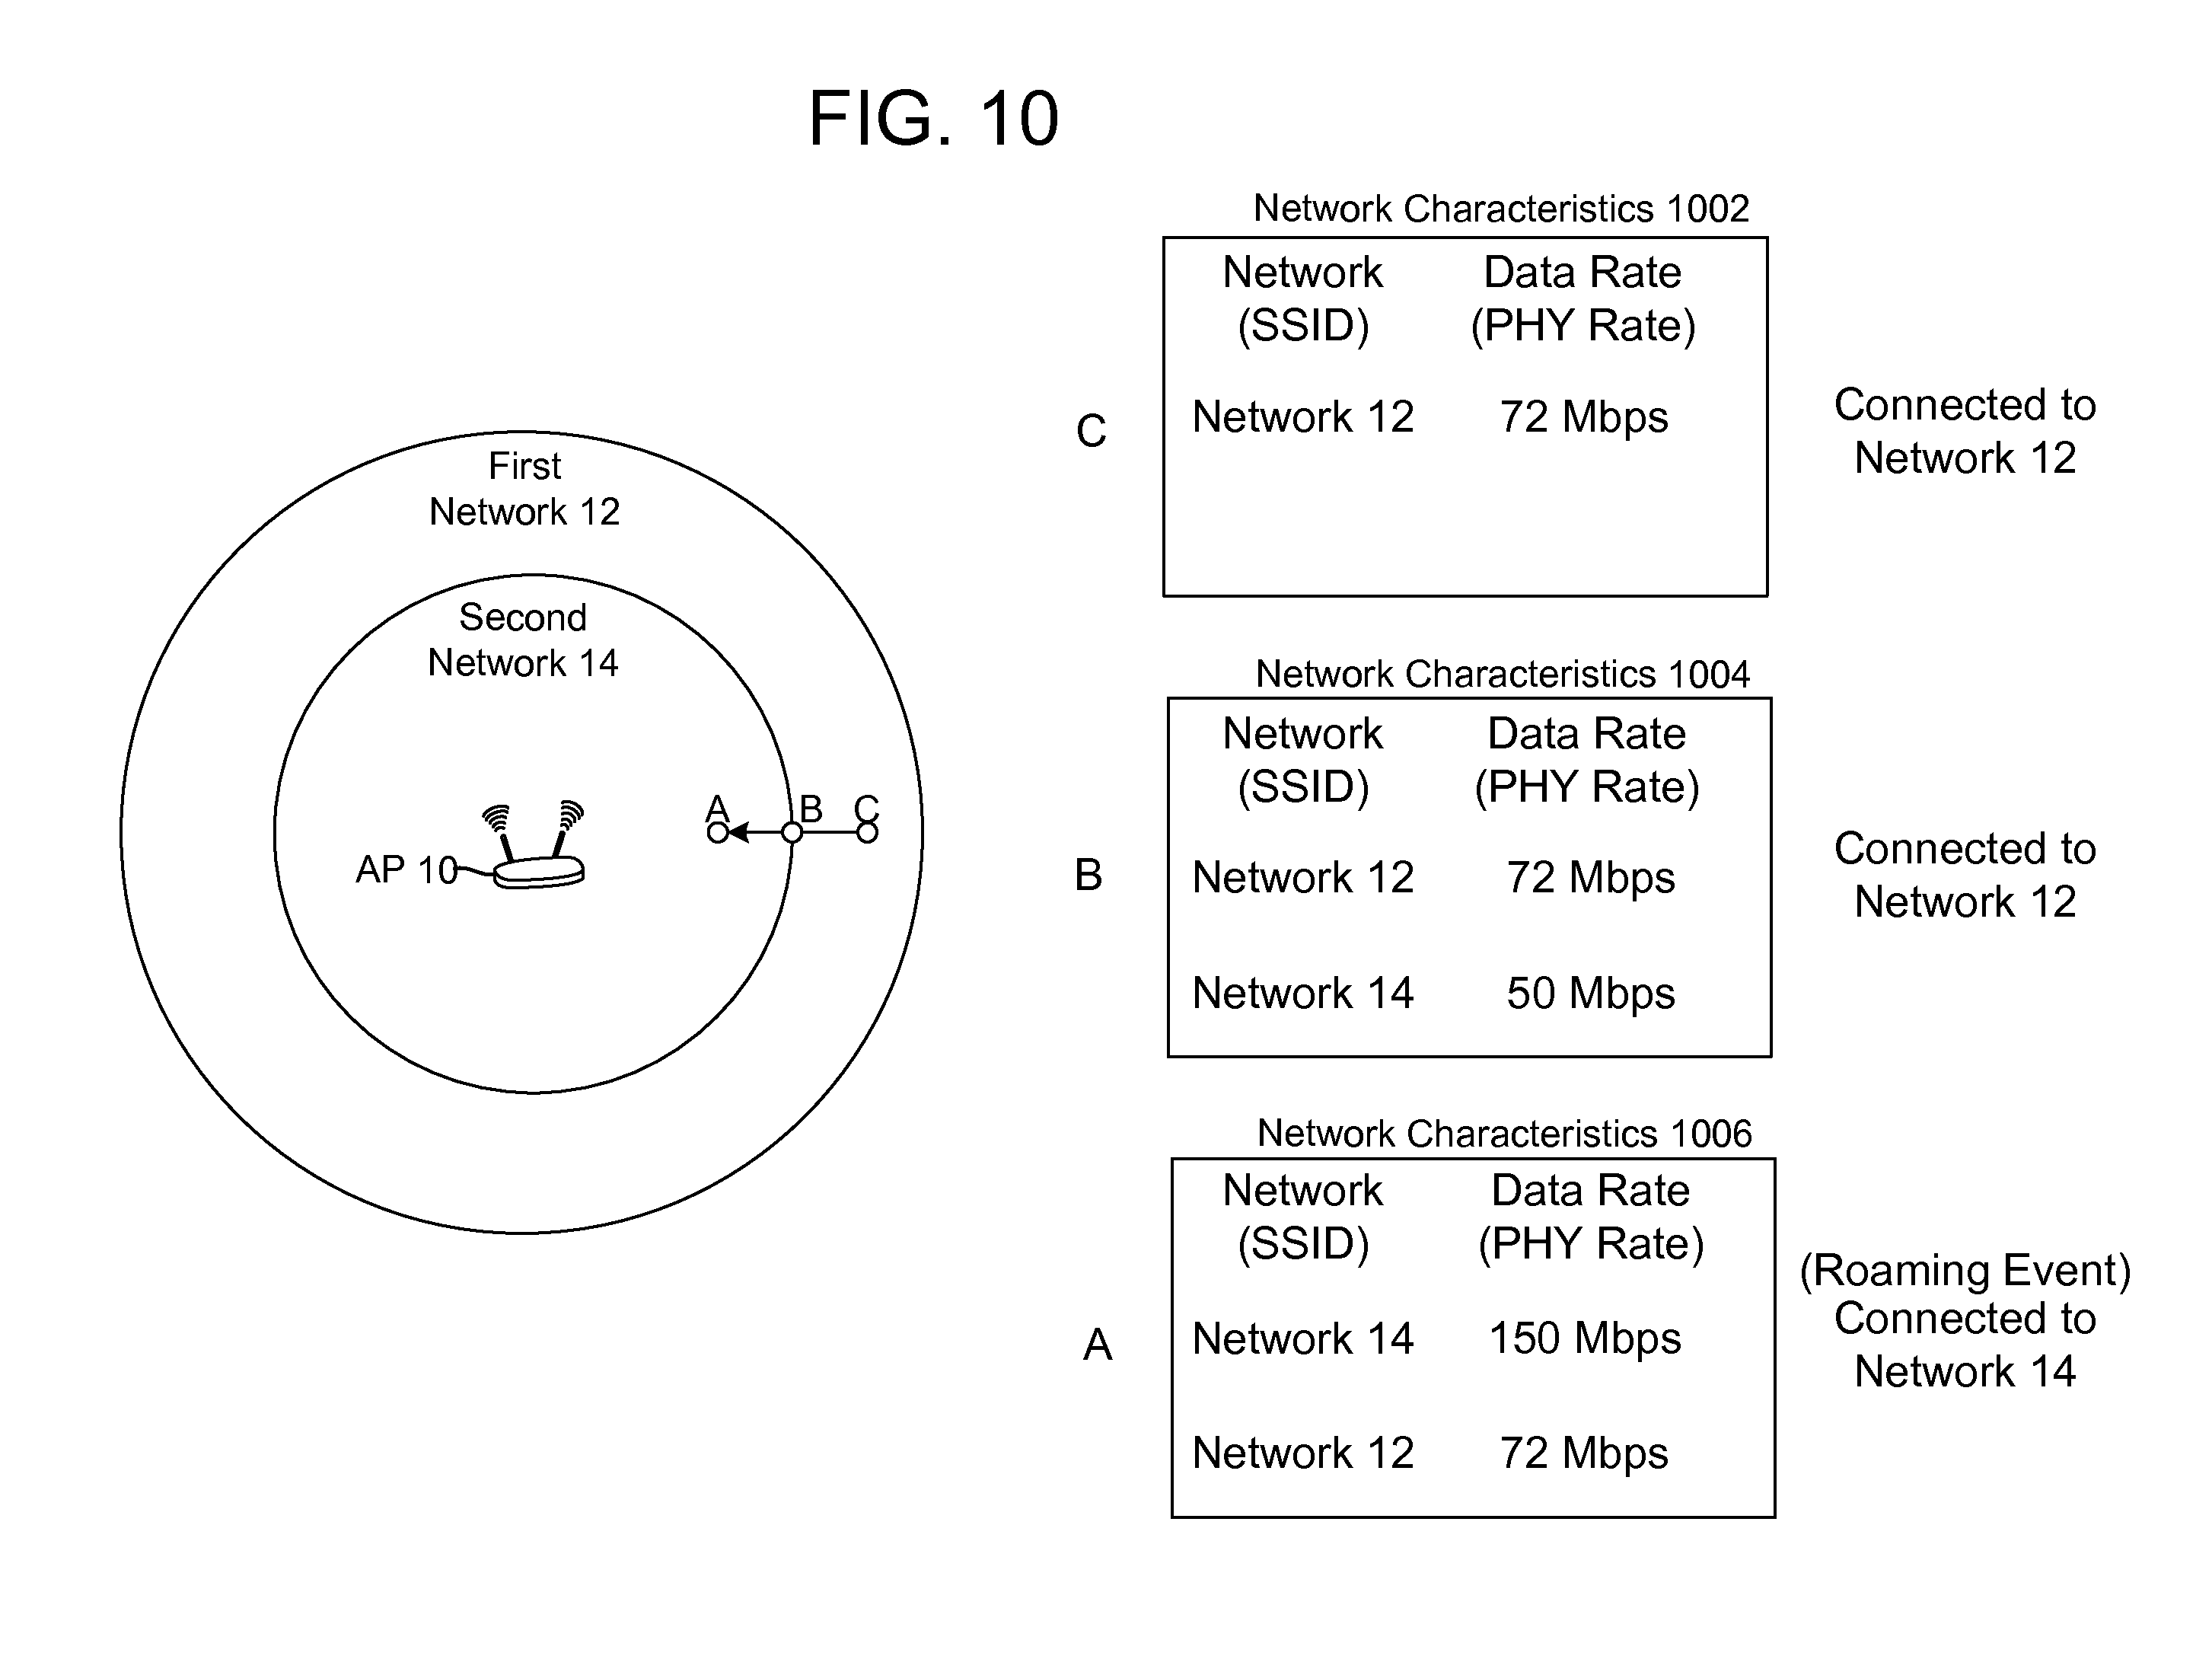 FIG. 10
First
Network 12
Second
Network 14
A
B
C
AP 10
Network Characteristics 1002
Network
(SSID)
Data Rate
(PHY Rate)
C
Network 12
72 Mbps
Connected to
Network 12
Network Characteristics 1004
Network
(SSID)
Data Rate
(PHY Rate)
B
Network 12
72 Mbps
Network 14
50 Mbps
Connected to
Network 12
Network Characteristics 1006
Network
(SSID)
Data Rate
(PHY Rate)
A
Network 14
150 Mbps
Network 12
72 Mbps
(Roaming Event)
Connected to
Network 14